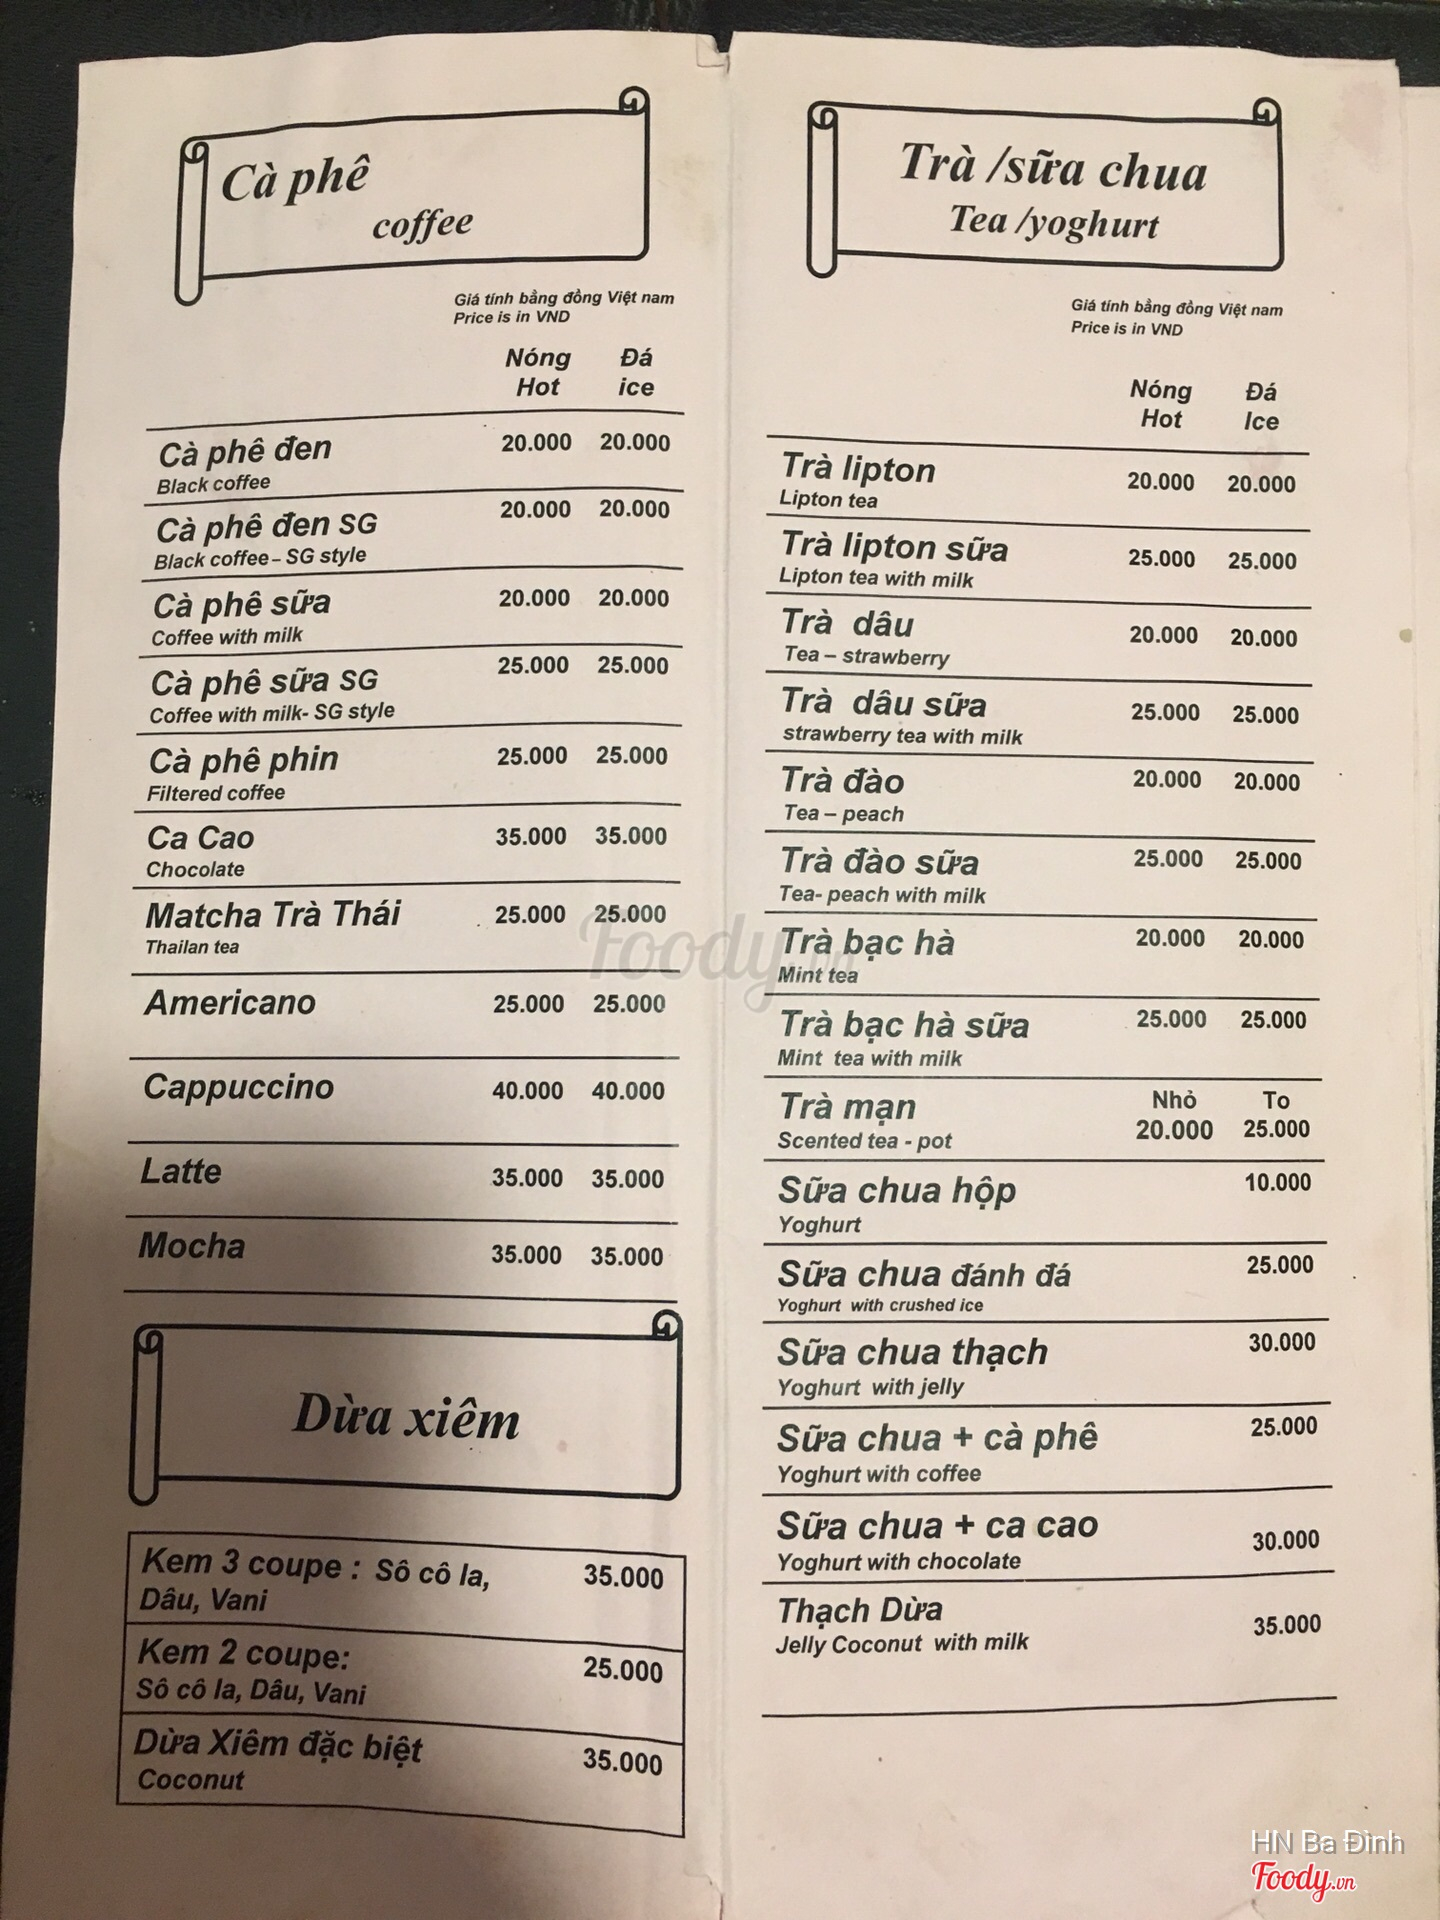 Cà phê
coffee
Giá tính bằng đồng Việt nam
Price is in VND
Nóng Đá
Hot ice
Cà phê đen 20.000 20.000
Black coffee
Cà phê đen SG 20.000 20.000
Black coffee – SG style
Cà phê sữa 20.000 20.000
Coffee with milk
Cà phê sữa SG 25.000 25.000
Coffee with milk- SG style
Cà phê phin 25.000 25.000
Filtered coffee
Ca Cao 35.000 35.000
Chocolate
Matcha Trà Thái 25.000 25.000
Thailan tea
Americano 25.000 25.000
Cappuccino 40.000 40.000
Latte 35.000 35.000
Mocha 35.000 35.000
Dừa xiêm
Kem 3 coupe : Sô cô la, 35.000
Dâu, Vani
Kem 2 coupe: 25.000
Sô cô la, Dâu, Vani
Dừa Xiêm đặc biệt 35.000
Coconut
Trà /sữa chua
Tea /yoghurt
Giá tính bằng đồng Việt nam
Price is in VND
Nóng Đá
Hot Ice
Trà lipton 20.000 20.000
Lipton tea
Trà lipton sữa 25.000 25.000
Lipton tea with milk
Trà dâu 20.000 20.000
Tea – strawberry
Trà dâu sữa 25.000 25.000
strawberry tea with milk
Trà đào 20.000 20.000
Tea – peach
Trà đào sữa 25.000 25.000
Tea- peach with milk
Trà bạc hà 20.000 20.000
Mint tea
Trà bạc hà sữa 25.000 25.000
Mint tea with milk
Nhỏ To
Trà mạn 20.000 25.000
Scented tea - pot
Sữa chua hộp 10.000
Yoghurt
Sữa chua đánh đá 25.000
Yoghurt with crushed ice
Sữa chua thạch 30.000
Yoghurt with jelly
Sữa chua + cà phê 25.000
Yoghurt with coffee
Sữa chua + ca cao 30.000
Yoghurt with chocolate
Thạch Dừa 35.000
Jelly Coconut with milk
Foody.vn
HN Ba Đình
Foody.vn